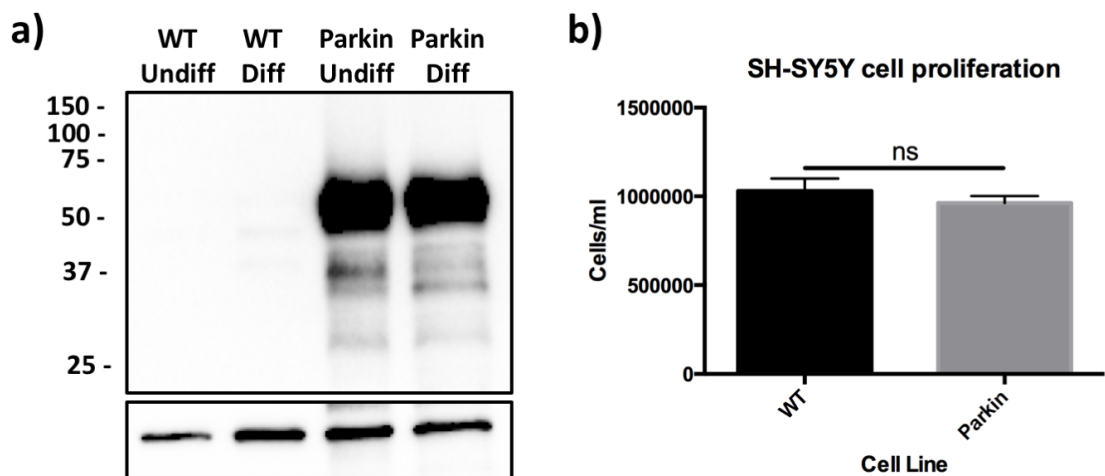 a)
WT WT Parkin Parkin
Undiff Diff Undiff Diff
150 -
100 -
75 -
50 -
37 -
25 -
b)
SH-SY5Y cell proliferation
1500000
1000000
500000
0
Cells/ml
ns
WT
Parkin
Cell Line